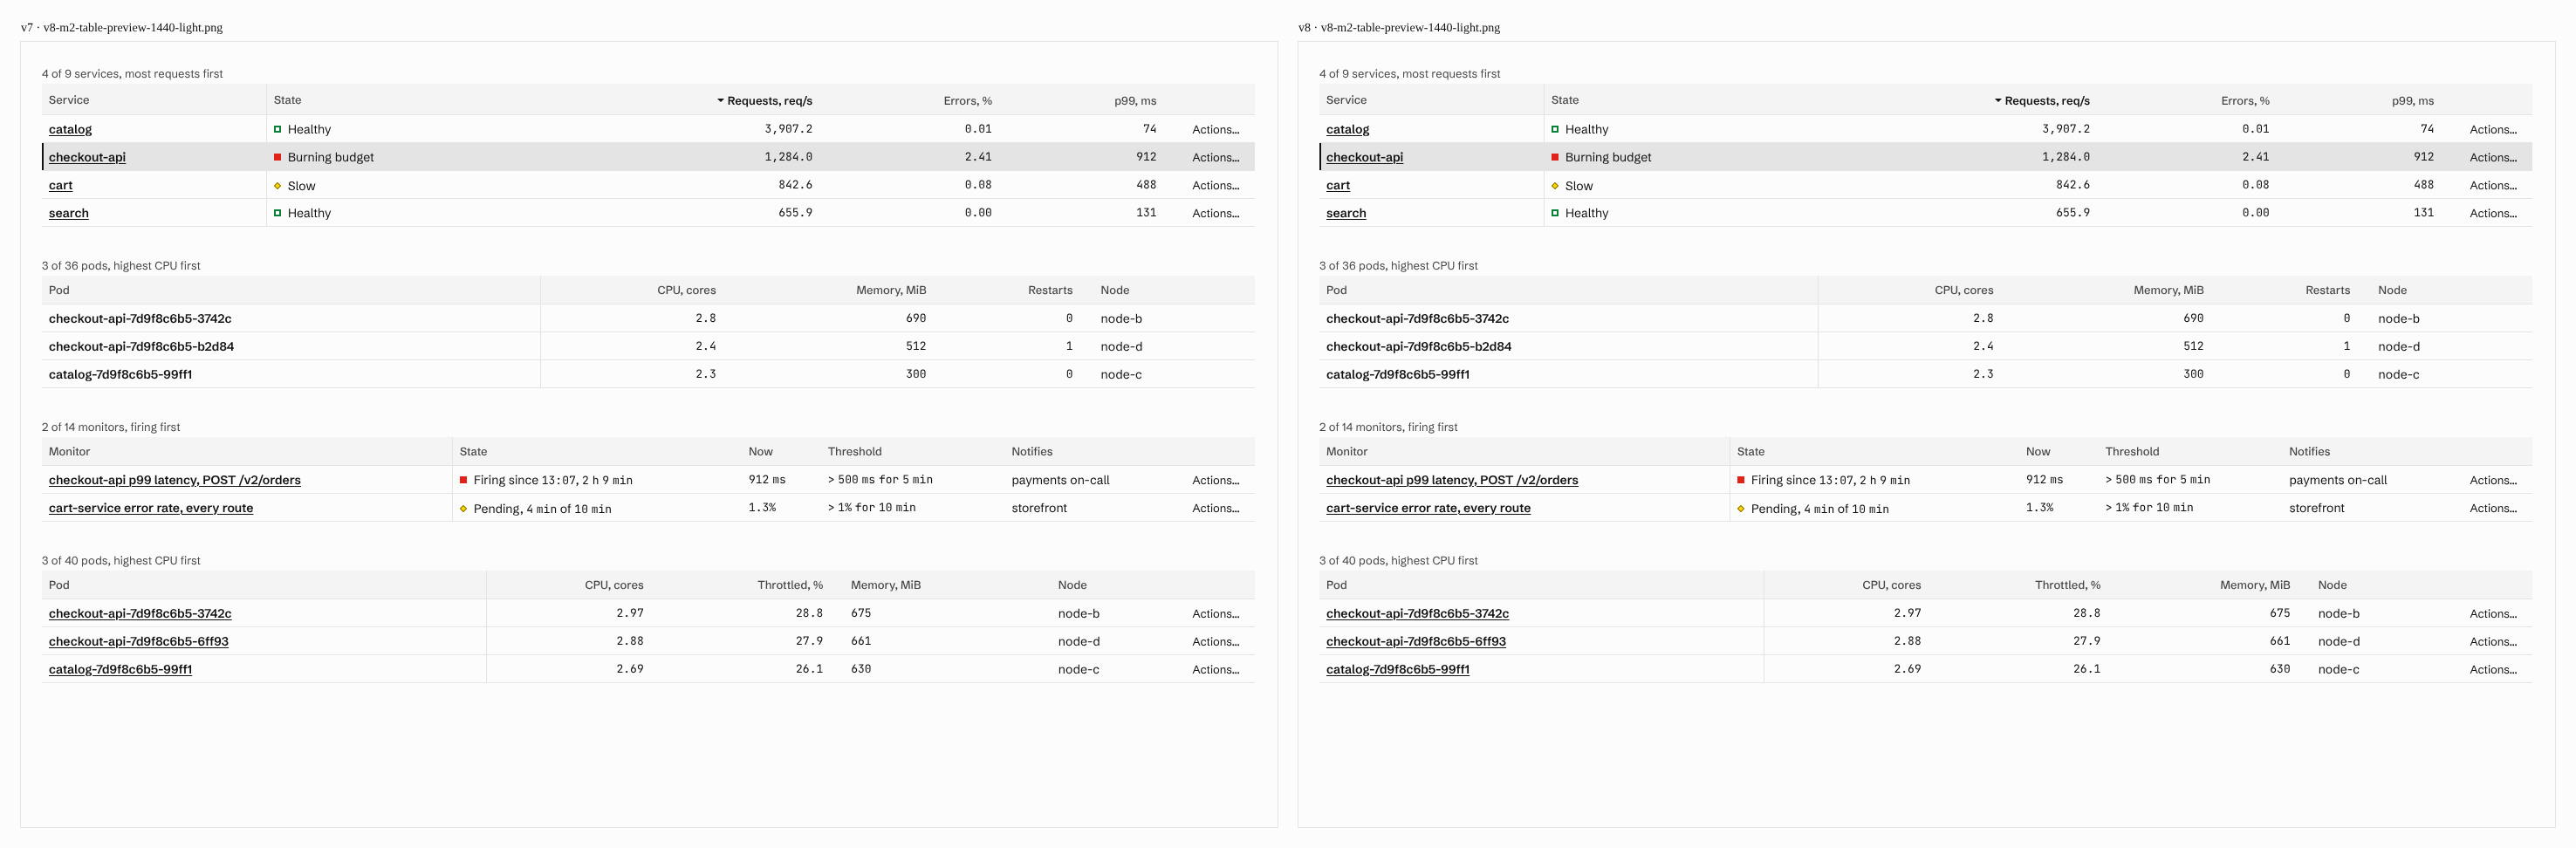 v7 · v8-m2-table-preview-1440-light.png
4 of 9 services, most requests first
Service State Requests, req/s Errors, % p99, ms
catalog Healthy 3,907.2 0.01 74 Actions...
checkout-api Burning budget 1,284.0 2.41 912 Actions...
cart Slow 842.6 0.08 488 Actions...
search Healthy 655.9 0.00 131 Actions...
3 of 36 pods, highest CPU first
Pod CPU, cores Memory, MiB Restarts Node
checkout-api-7d9f8c6b5-3742c 2.8 690 0 node-b
checkout-api-7d9f8c6b5-b2d84 2.4 512 1 node-d
catalog-7d9f8c6b5-99ff1 2.3 300 0 node-c
2 of 14 monitors, firing first
Monitor State Now Threshold Notifies
checkout-api p99 latency, POST /v2/orders Firing since 13:07, 2 h 9 min 912 ms > 500 ms for 5 min payments on-call Actions...
cart-service error rate, every route Pending, 4 min of 10 min 1.3% > 1% for 10 min storefront Actions...
3 of 40 pods, highest CPU first
Pod CPU, cores Throttled, % Memory, MiB Node
checkout-api-7d9f8c6b5-3742c 2.97 28.8 675 node-b Actions...
checkout-api-7d9f8c6b5-6ff93 2.88 27.9 661 node-d Actions...
catalog-7d9f8c6b5-99ff1 2.69 26.1 630 node-c Actions...
v8 · v8-m2-table-preview-1440-light.png
4 of 9 services, most requests first
Service State Requests, req/s Errors, % p99, ms
catalog Healthy 3,907.2 0.01 74 Actions...
checkout-api Burning budget 1,284.0 2.41 912 Actions...
cart Slow 842.6 0.08 488 Actions...
search Healthy 655.9 0.00 131 Actions...
3 of 36 pods, highest CPU first
Pod CPU, cores Memory, MiB Restarts Node
checkout-api-7d9f8c6b5-3742c 2.8 690 0 node-b
checkout-api-7d9f8c6b5-b2d84 2.4 512 1 node-d
catalog-7d9f8c6b5-99ff1 2.3 300 0 node-c
2 of 14 monitors, firing first
Monitor State Now Threshold Notifies
checkout-api p99 latency, POST /v2/orders Firing since 13:07, 2 h 9 min 912 ms > 500 ms for 5 min payments on-call Actions...
cart-service error rate, every route Pending, 4 min of 10 min 1.3% > 1% for 10 min storefront Actions...
3 of 40 pods, highest CPU first
Pod CPU, cores Throttled, % Memory, MiB Node
checkout-api-7d9f8c6b5-3742c 2.97 28.8 675 node-b Actions...
checkout-api-7d9f8c6b5-6ff93 2.88 27.9 661 node-d Actions...
catalog-7d9f8c6b5-99ff1 2.69 26.1 630 node-c Actions...